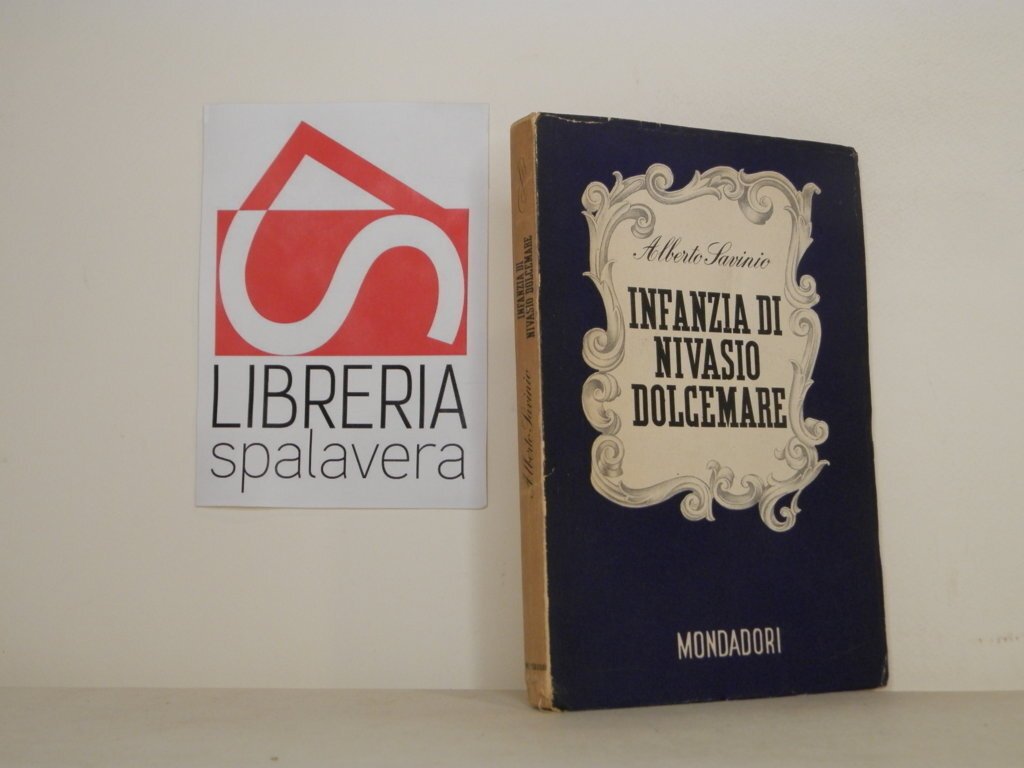 LIBRERIA
spalavera
INFANZIA DI
NIVASIO DOLCEMARE
Alberto Savinio
Alberto Savinio
INFANZIA DI
NIVASIO
DOLCEMARE
MONDADORI